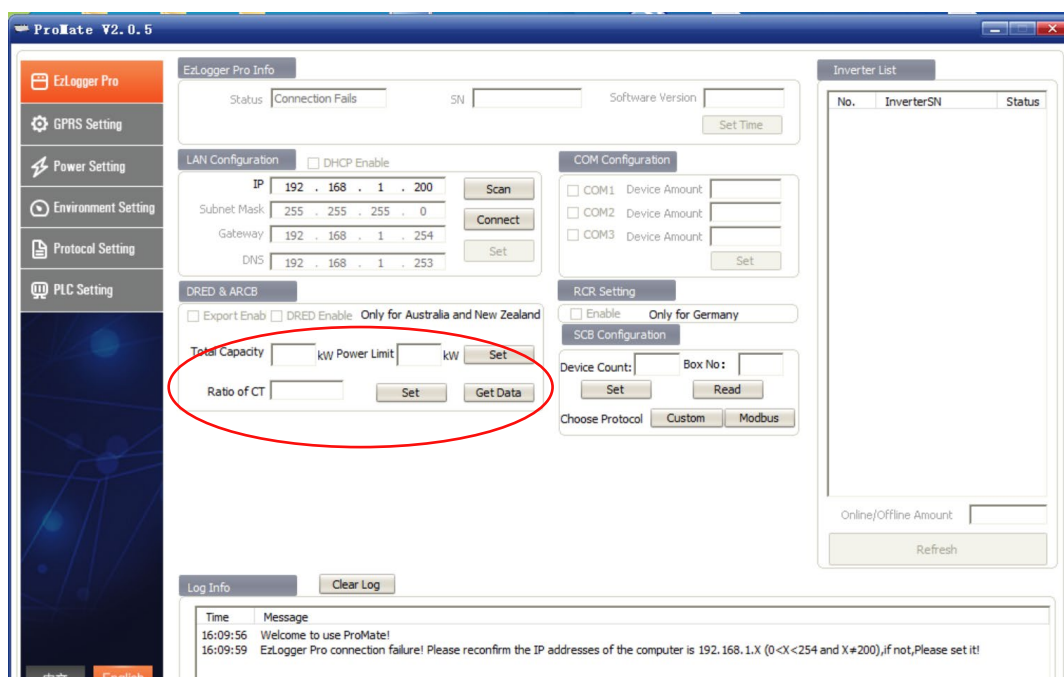 ProMate V2.0.5
EzLogger Pro
GPRS Setting
Power Setting
Environment Setting
Protocol Setting
PLC Setting
English
EzLogger Pro Info
Status Connection Fails SN Software Version
Set Time
LAN Configuration DHCP Enable
IP 192 . 168 . 1 . 200 Scan
Subnet Mask 255 . 255 . 255 . 0
Connect
Gateway 192 . 168 . 1 . 254
DNS 192 . 168 . 1 . 253 Set
COM Configuration
COM1 Device Amount
COM2 Device Amount
COM3 Device Amount
Set
DRED & ARCB
Export Enab DRED Enable Only for Australia and New Zealand
Total Capacity kW Power Limit kW Set
Ratio of CT Set Get Data
RCR Setting
Enable Only for Germany
SCB Configuration
Device Count: Box No:
Set Read
Choose Protocol Custom Modbus
Inverter List
No. InverterSN Status
Online/Offline Amount
Refresh
Log Info Clear Log
Time Message
16:09:56 Welcome to use ProMate!
16:09:59 EzLogger Pro connection failure! Please reconfirm the IP addresses of the computer is 192.168.1.X (0<X<254 and X≠200),if not,Please set it!